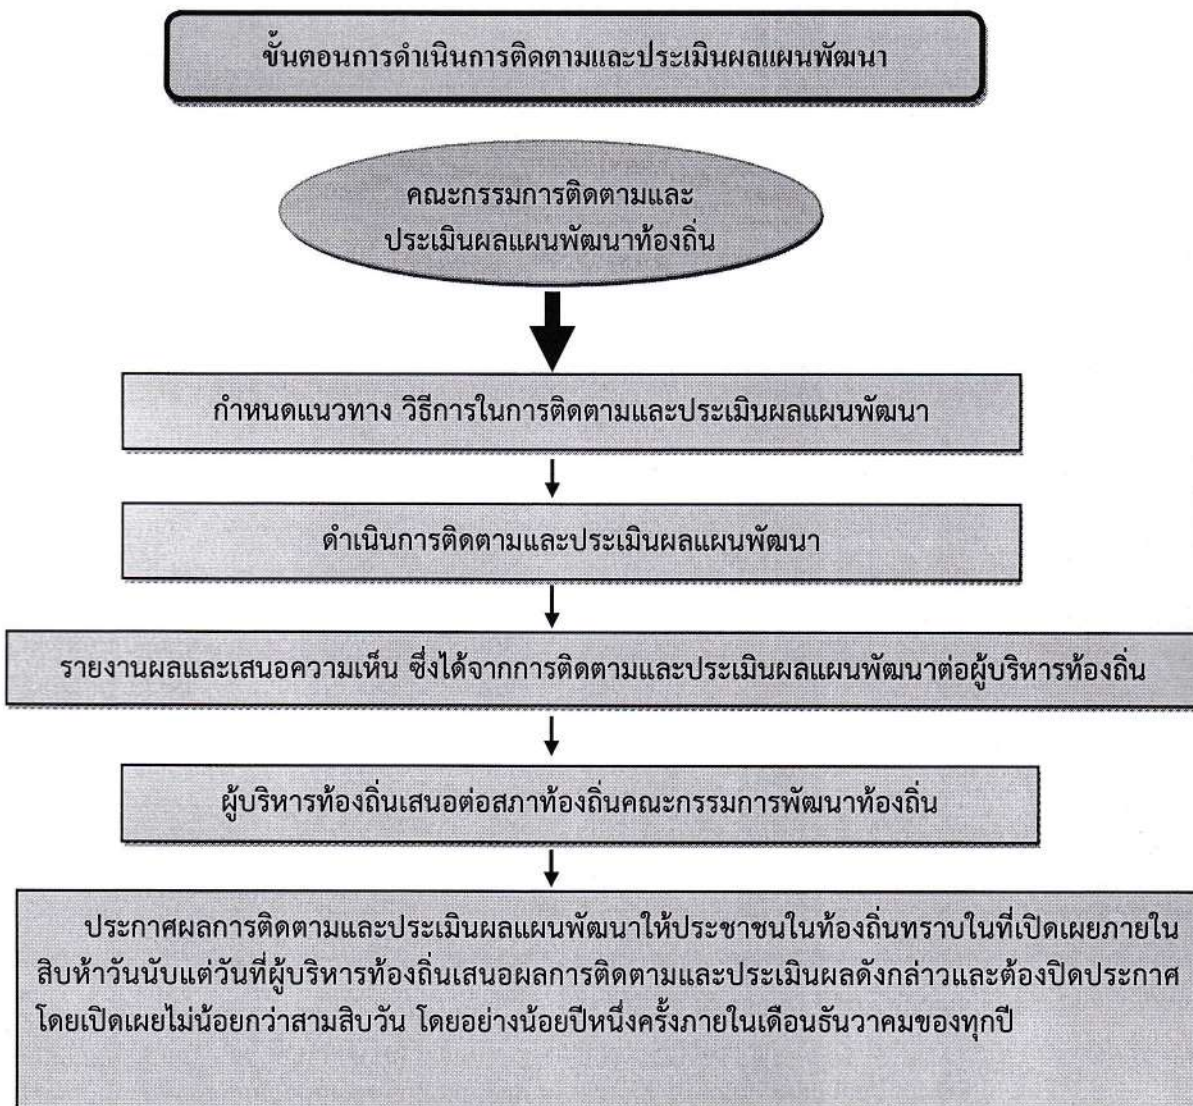 ขั้นตอนการดำเนินการติดตามและประเมินผลแผนพัฒนา
คณะกรรมการติดตามและ
ประเมินผลแผนพัฒนาท้องถิ่น
กำหนดแนวทาง วิธีการในการติดตามและประเมินผลแผนพัฒนา
ดำเนินการติดตามและประเมินผลแผนพัฒนา
รายงานผลและเสนอความเห็น ซึ่งได้จากการติดตามและประเมินผลแผนพัฒนาต่อผู้บริหารท้องถิ่น
ผู้บริหารท้องถิ่นเสนอต่อสภาท้องถิ่นคณะกรรมการพัฒนาท้องถิ่น
ประกาศผลการติดตามและประเมินผลแผนพัฒนาให้ประชาชนในท้องถิ่นทราบในที่เปิดเผยภายใน
สิบห้าวันนับแต่วันที่ผู้บริหารท้องถิ่นเสนอผลการติดตามและประเมินผลดังกล่าวและต้องปิดประกาศ
โดยเปิดเผยไม่น้อยกว่าสามสิบวัน โดยอย่างน้อยปีหนึ่งครั้งภายในเดือนธันวาคมของทุกปี